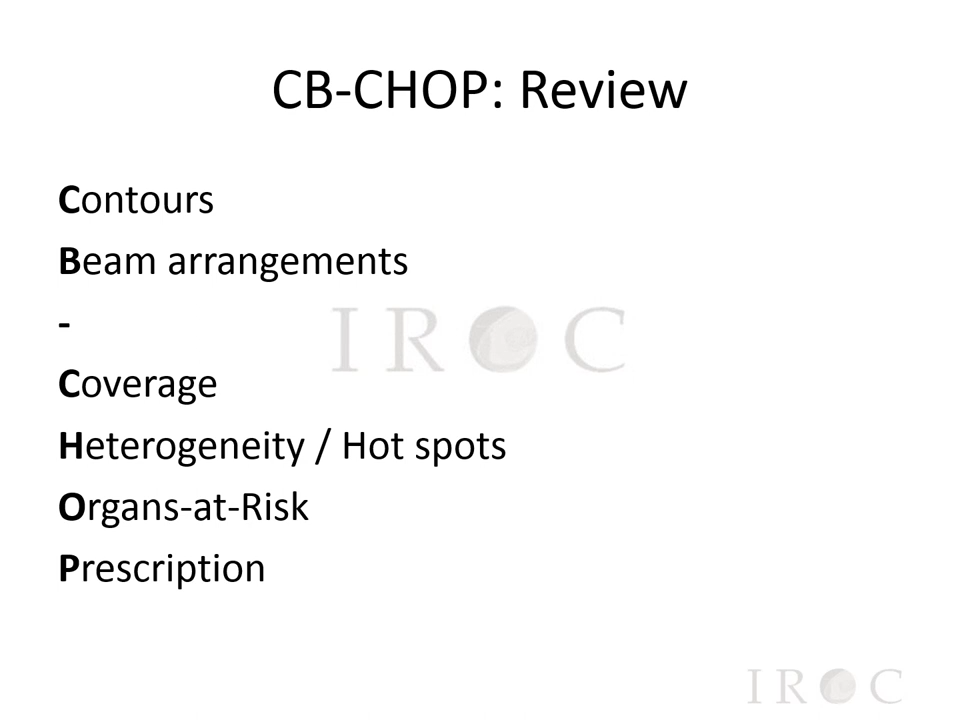 CB-CHOP: Review
Contours
Beam arrangements
-
IROC
Coverage
Heterogeneity / Hot spots
Organs-at-Risk
Prescription
IROC